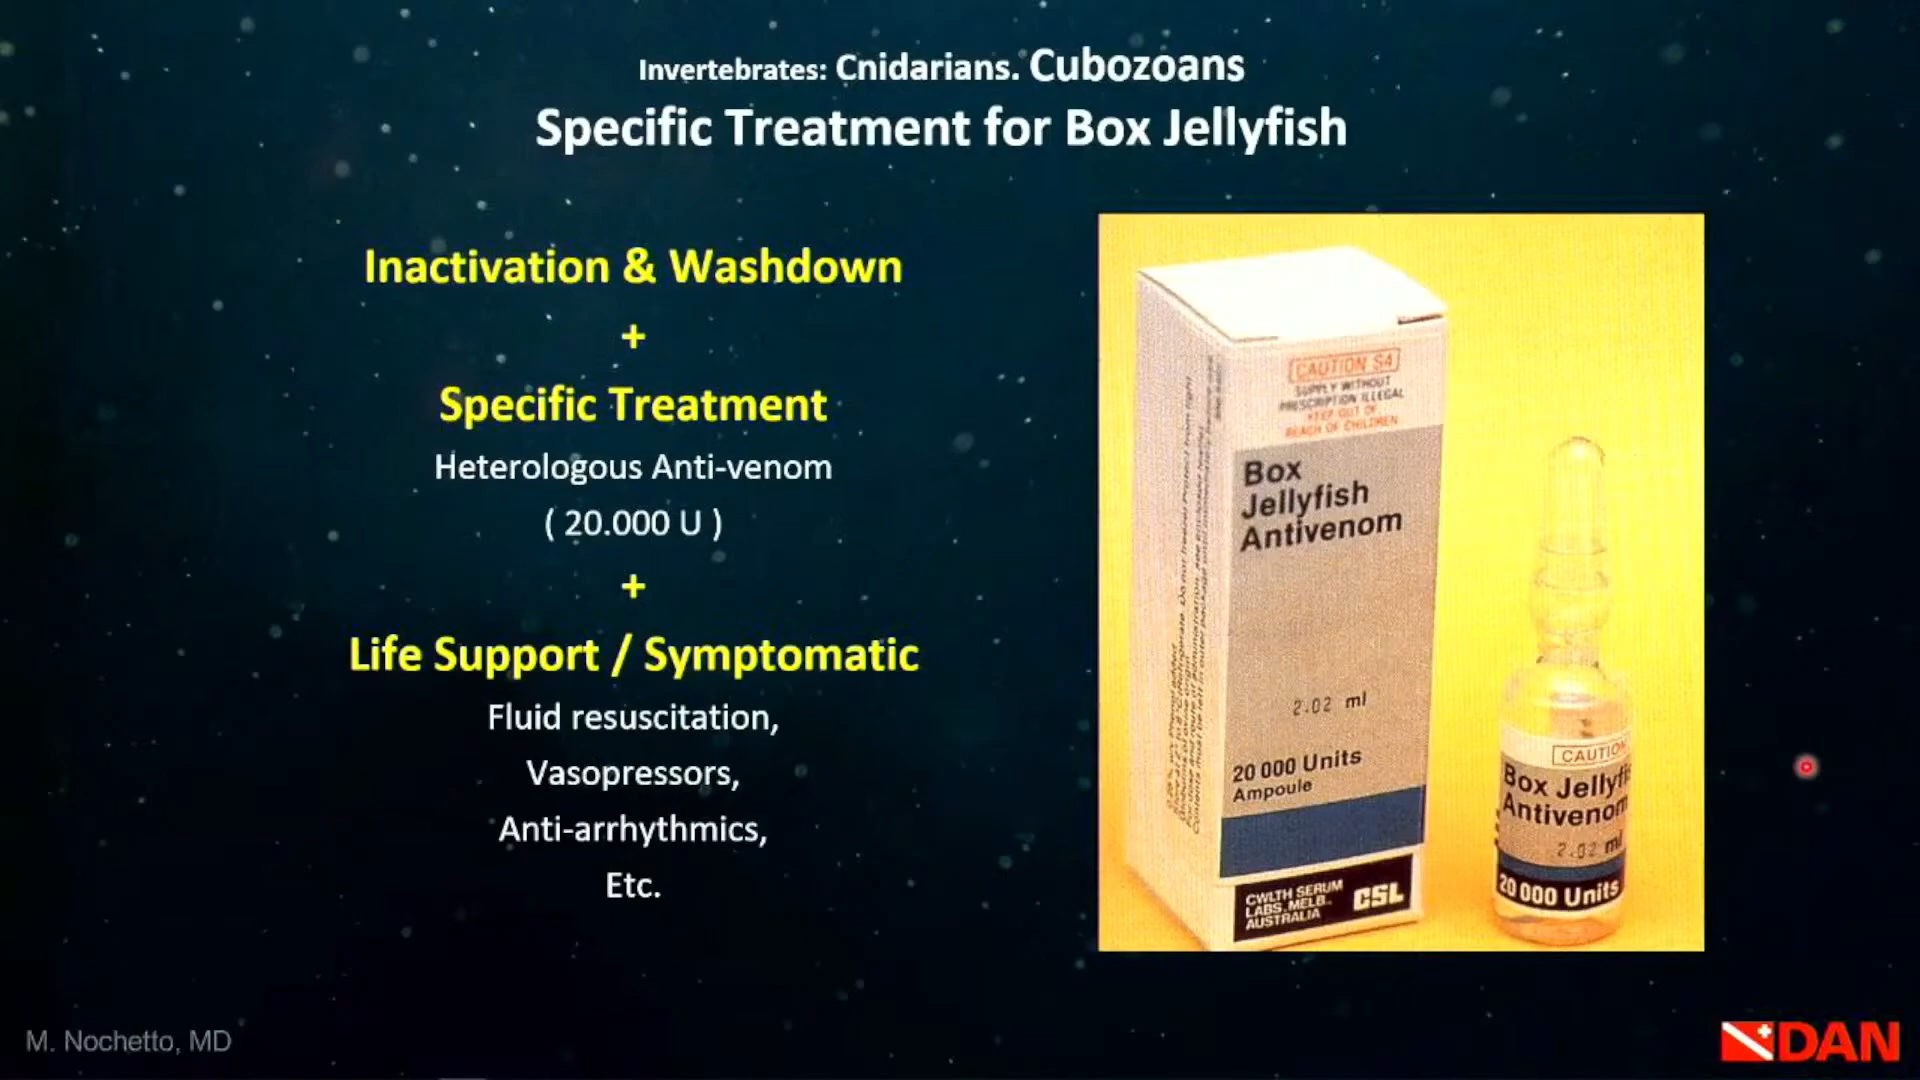 Invertebrates: Cnidarians. Cubozoans
Specific Treatment for Box Jellyfish
Inactivation & Washdown
+
Specific Treatment
Heterologous Anti-venom
( 20.000 U )
+
Life Support / Symptomatic
Fluid resuscitation,
Vasopressors,
Anti-arrhythmics,
Etc.
CAUTION S4
SUPPLY WITHOUT
PRESCRIPTION ILLEGAL
KEEP OUT OF
REACH OF CHILDREN
Box
Jellyfish
Antivenom
2.02 ml
20 000 Units
Ampoule
CWLTH SERUM
LABS. MELB.
AUSTRALIA
CSL
CAUTION
Box Jellyfi
Antivenom
2.02 ml
20 000 Units
M. Nochetto, MD
DAN